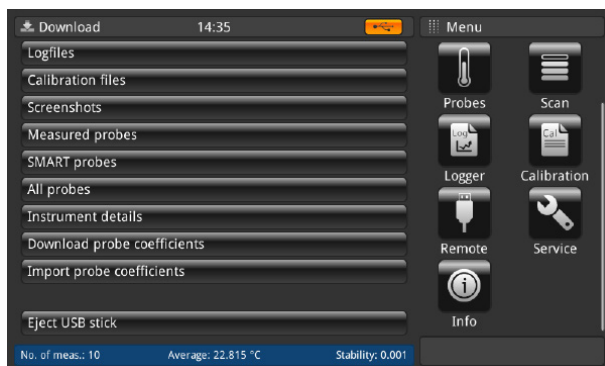 Download 14:35
Logfiles
Calibration files
Screenshots
Measured probes
SMART probes
All probes
Instrument details
Download probe coefficients
Import probe coefficients
Eject USB stick
No. of meas.: 10 Average: 22.815 °C Stability: 0.001
Menu
Probes Scan
Log Cal
Logger Calibration
Remote Service
Info